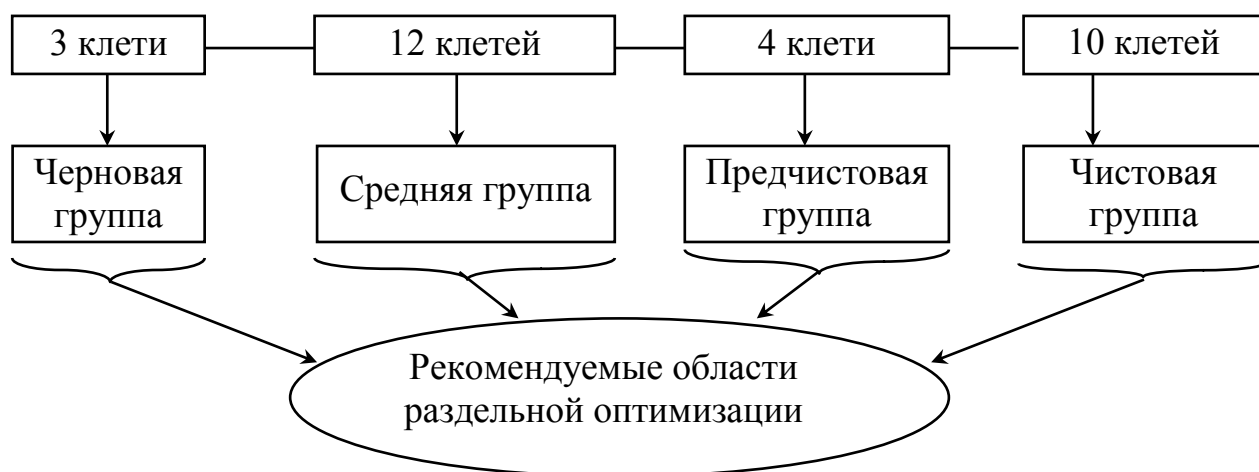 3 клети
12 клетей
4 клети
10 клетей
Черновая
группа
Средняя группа
Предчистовая
группа
Чистовая
группа
Рекомендуемые области
раздельной оптимизации